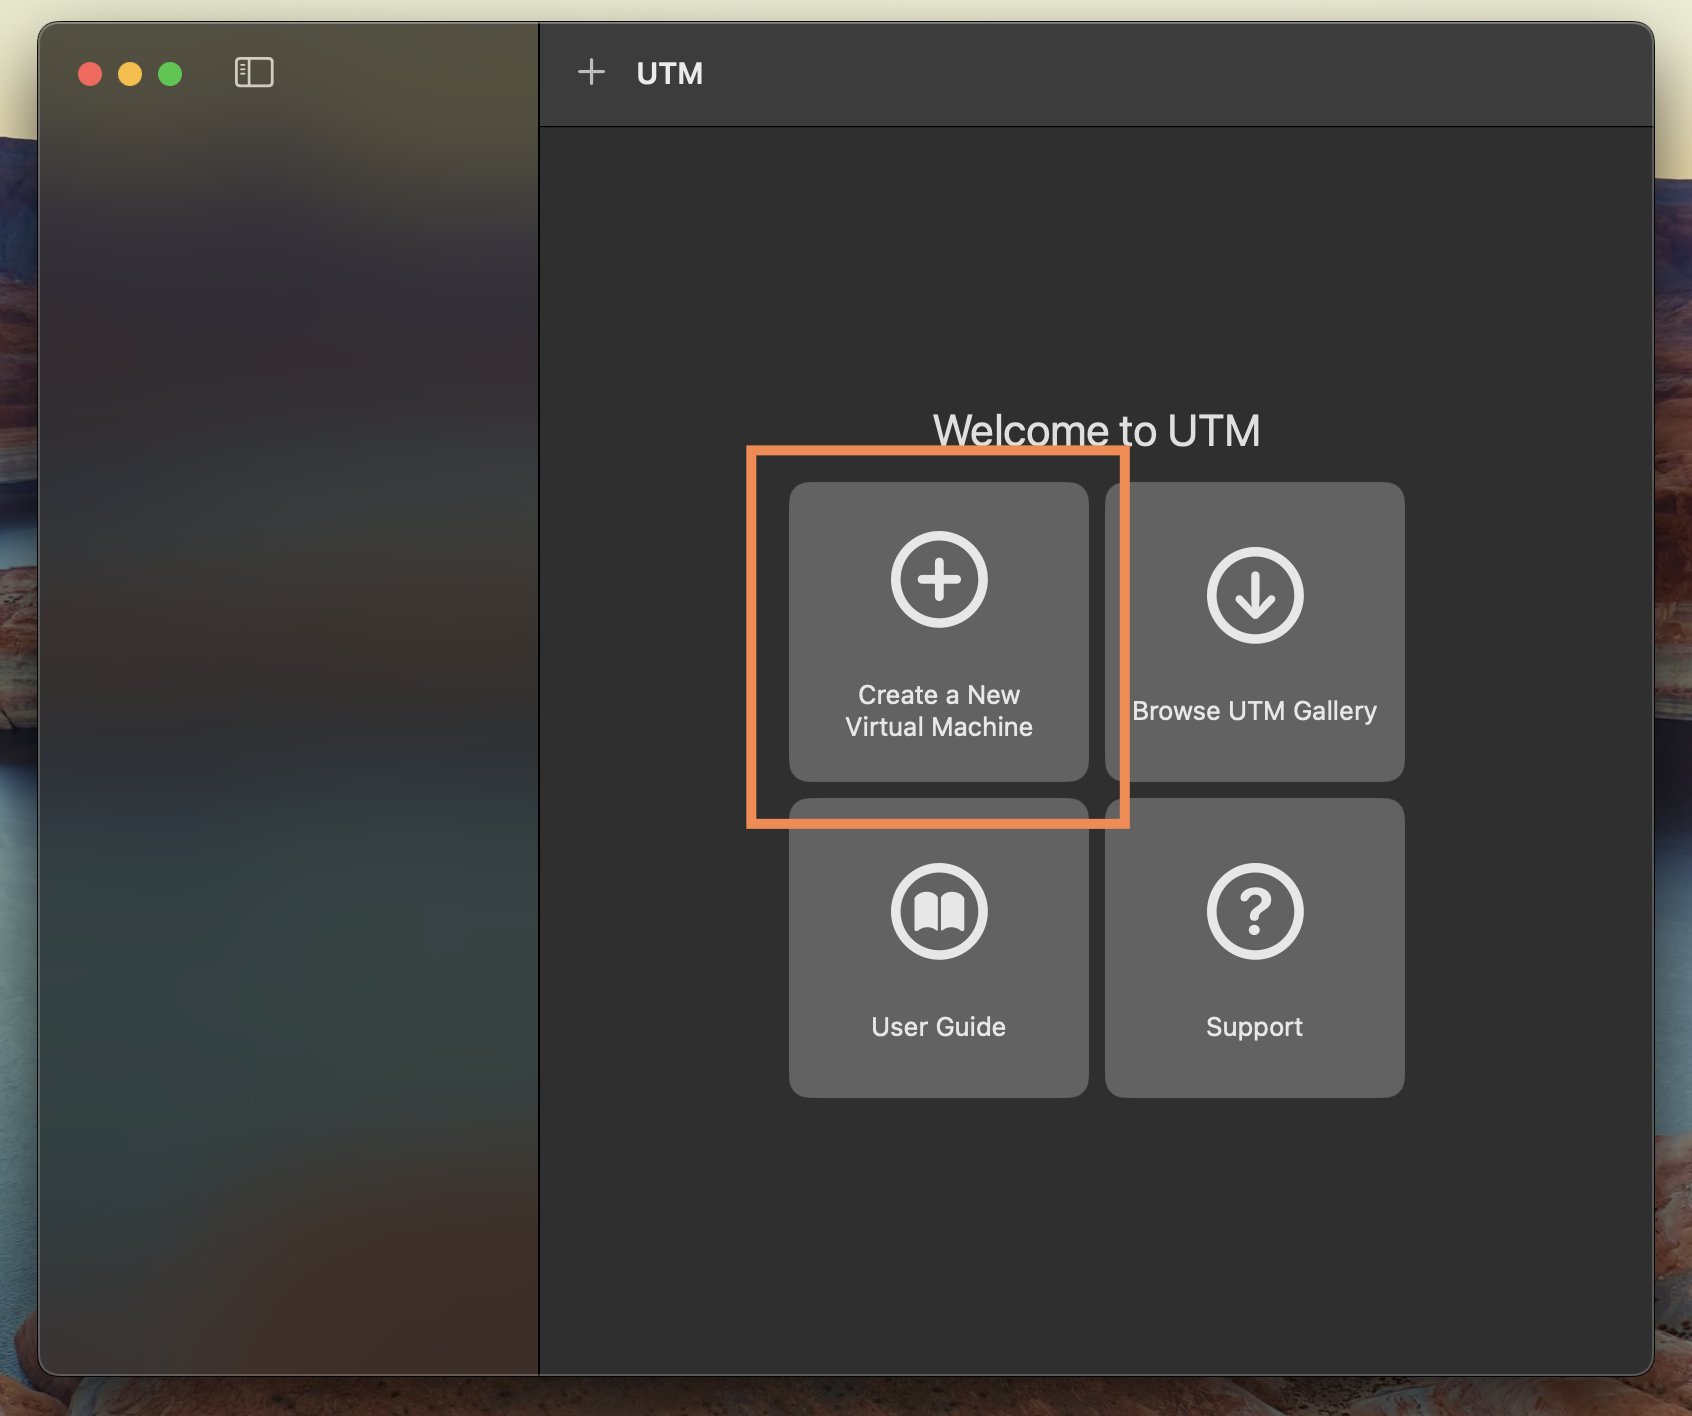 UTM
Welcome to UTM
Create a New
Virtual Machine
Browse UTM Gallery
User Guide
Support